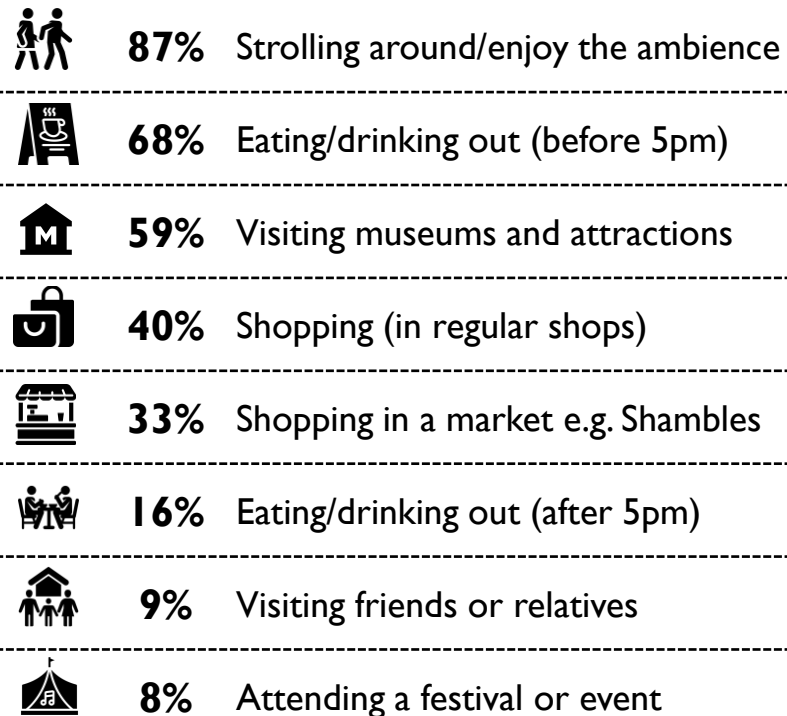 87% Strolling around/enjoy the ambience
68% Eating/drinking out (before 5pm)
M 59% Visiting museums and attractions
40% Shopping (in regular shops)
33% Shopping in a market e.g. Shambles
16% Eating/drinking out (after 5pm)
9% Visiting friends or relatives
8% Attending a festival or event